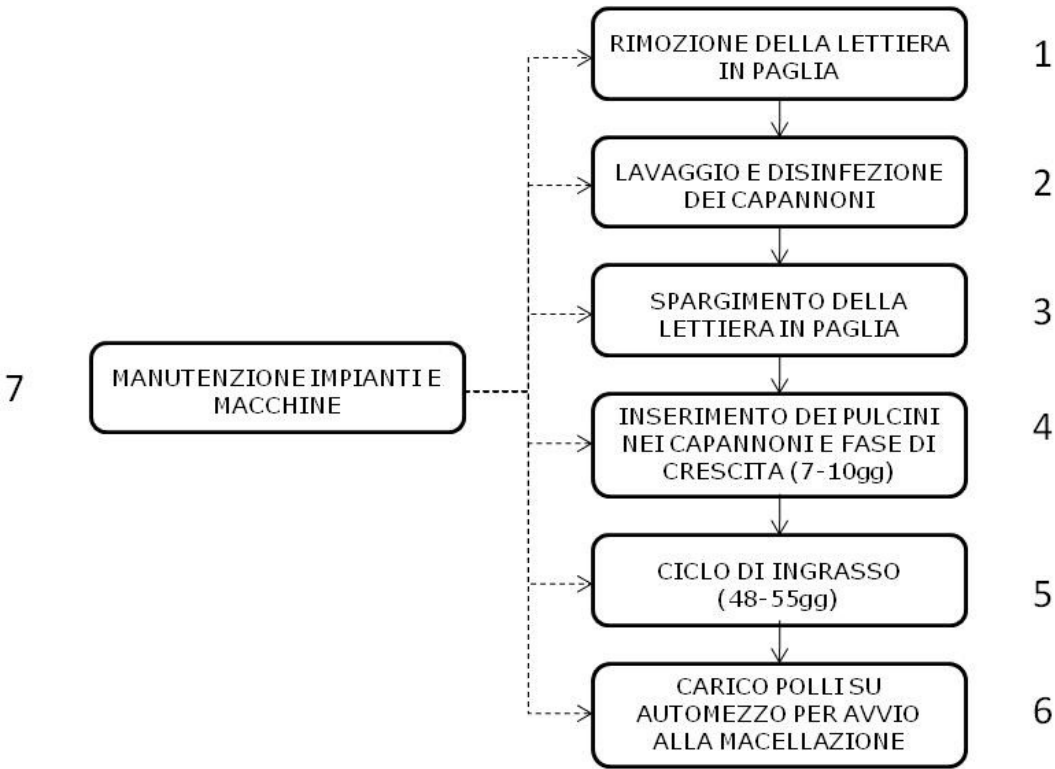 RIMOZIONE DELLA LETTIERA
IN PAGLIA
1
LAVAGGIO E DISINFEZIONE
DEI CAPANNONI
2
SPARGIMENTO DELLA
LETTIERA IN PAGLIA
3
7
MANUTENZIONE IMPIANTI E
MACCHINE
INSERIMENTO DEI PULCINI
NEI CAPANNONI E FASE DI
CRESCITA (7-10gg)
4
CICLO DI INGRASSO
(48-55gg)
5
CARICO POLLI SU
AUTOMEZZO PER AVVIO
ALLA MACELLAZIONE
6